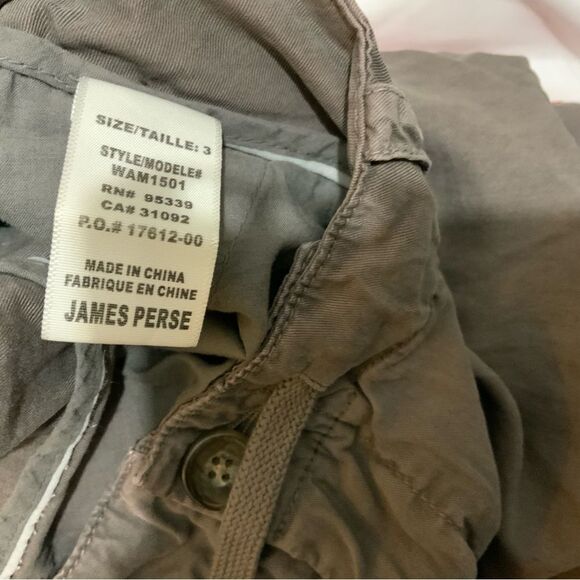 SIZE/TAILLE: 3
STYLE/MODELE#
WAM1501
RN# 95339
CA# 31092
P.O.# 17612-00
MADE IN CHINA
FABRIQUE EN CHINE
JAMES PERSE